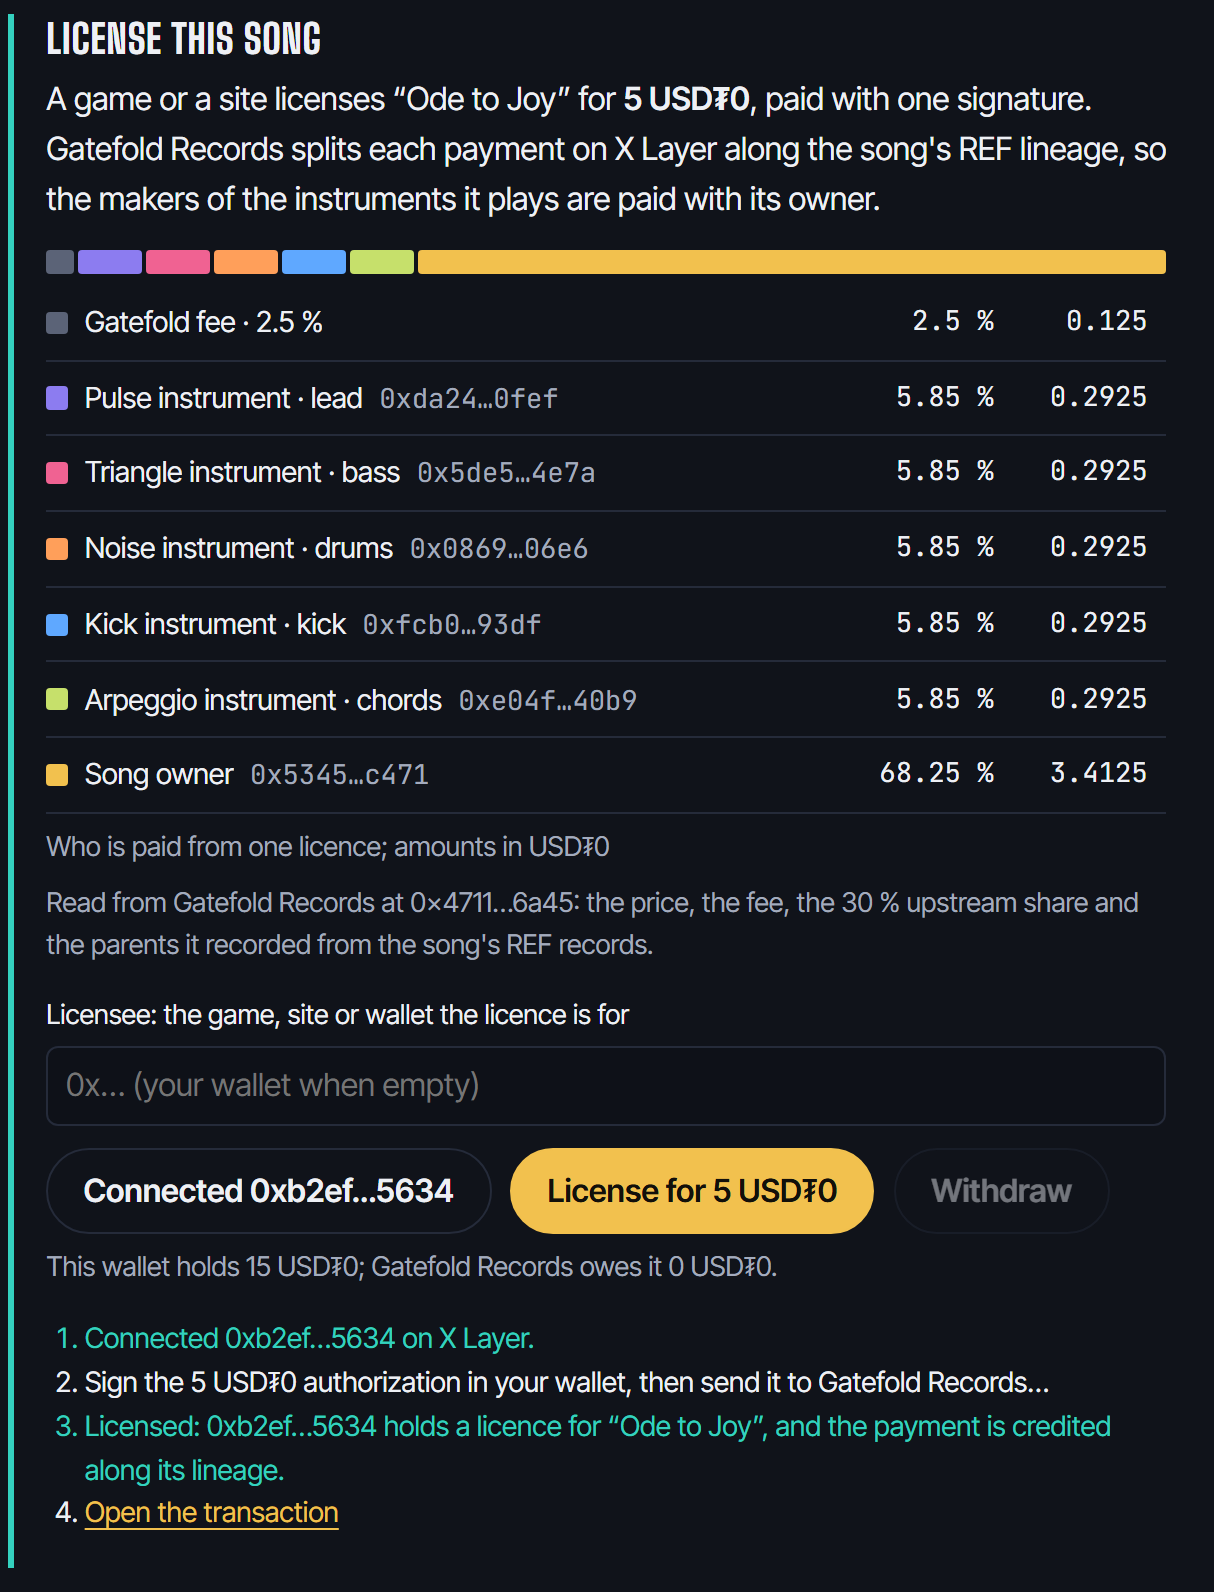 LICENSE THIS SONG
A game or a site licenses “Ode to Joy” for 5 USD₮0, paid with one signature.
Gatefold Records splits each payment on X Layer along the song's REF lineage, so
the makers of the instruments it plays are paid with its owner.
Gatefold fee · 2.5 % 2.5 % 0.125
Pulse instrument · lead 0xda24…0fef 5.85 % 0.2925
Triangle instrument · bass 0x5de5…4e7a 5.85 % 0.2925
Noise instrument · drums 0x0869…06e6 5.85 % 0.2925
Kick instrument · kick 0xfcb0…93df 5.85 % 0.2925
Arpeggio instrument · chords 0xe04f…40b9 5.85 % 0.2925
Song owner 0x5345…c471 68.25 % 3.4125
Who is paid from one licence; amounts in USD₮0
Read from Gatefold Records at 0×4711…6a45: the price, the fee, the 30 % upstream share and
the parents it recorded from the song's REF records.
Licensee: the game, site or wallet the licence is for
0x… (your wallet when empty)
Connected 0xb2ef…5634 License for 5 USD₮0 Withdraw
This wallet holds 15 USD₮0; Gatefold Records owes it 0 USD₮0.
1. Connected 0xb2ef…5634 on X Layer.
2. Sign the 5 USD₮0 authorization in your wallet, then send it to Gatefold Records…
3. Licensed: 0xb2ef…5634 holds a licence for “Ode to Joy”, and the payment is credited
along its lineage.
4. Open the transaction